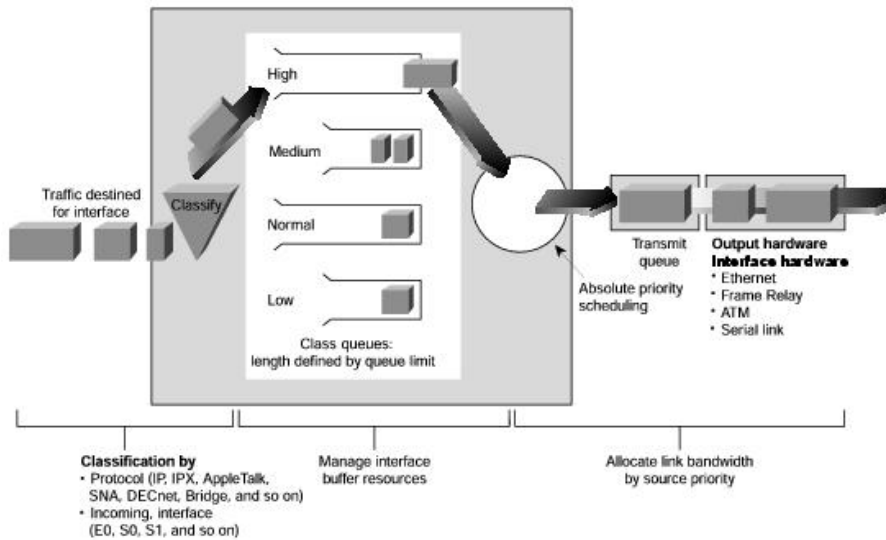 High
Medium
Normal
Low
Traffic destined
for interface
Classify
Class queues:
length defined by queue limit
Absolute priority
scheduling
Transmit
queue
Output hardware
Interface hardware
• Ethernet
• Frame Relay
• ATM
• Serial link
Classification by
• Protocol (IP, IPX, AppleTalk,
SNA, DECnet, Bridge, and so on)
• Incoming, interface
(E0, S0, S1, and so on)
Manage interface
buffer resources
Allocate link bandwidth
by source priority